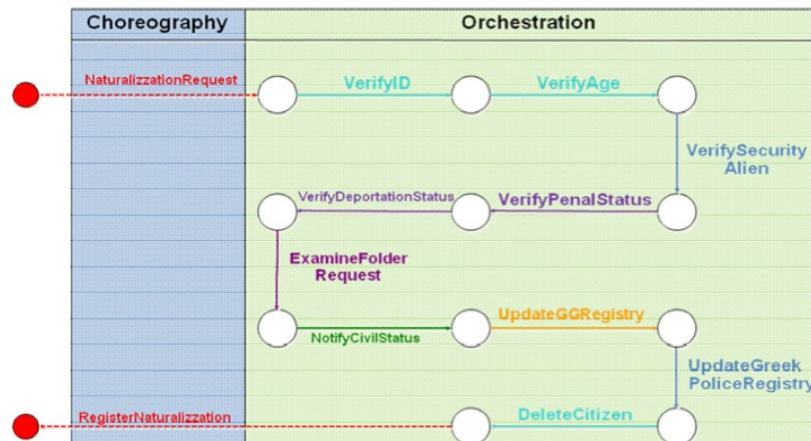 Choreography
Orchestration
NaturalizzationRequest
VerifyID
VerifyAge
VerifySecurity
Alien
VerifyDeportationStatus
VerifyPenalStatus
ExamineFolder
Request
NotifyCivilStatus
UpdateGGRegistry
UpdateGreek
PoliceRegistry
RegisterNaturalizzation
DeleteCitizen